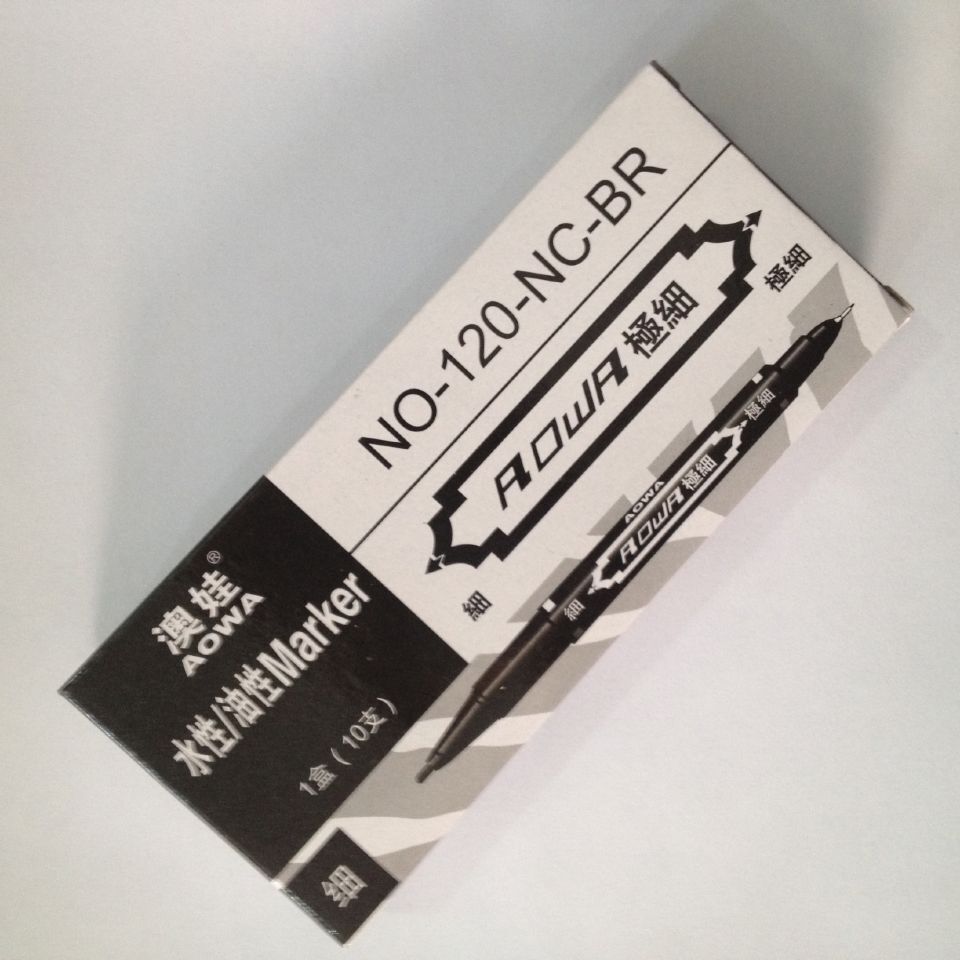 NO-120-NC-BR
AOWA 極細
極細
細
澳娃®
AOWA
水性/油性Marker
1盒（10支）
細
AOWA
AOWA 極細
極細
細